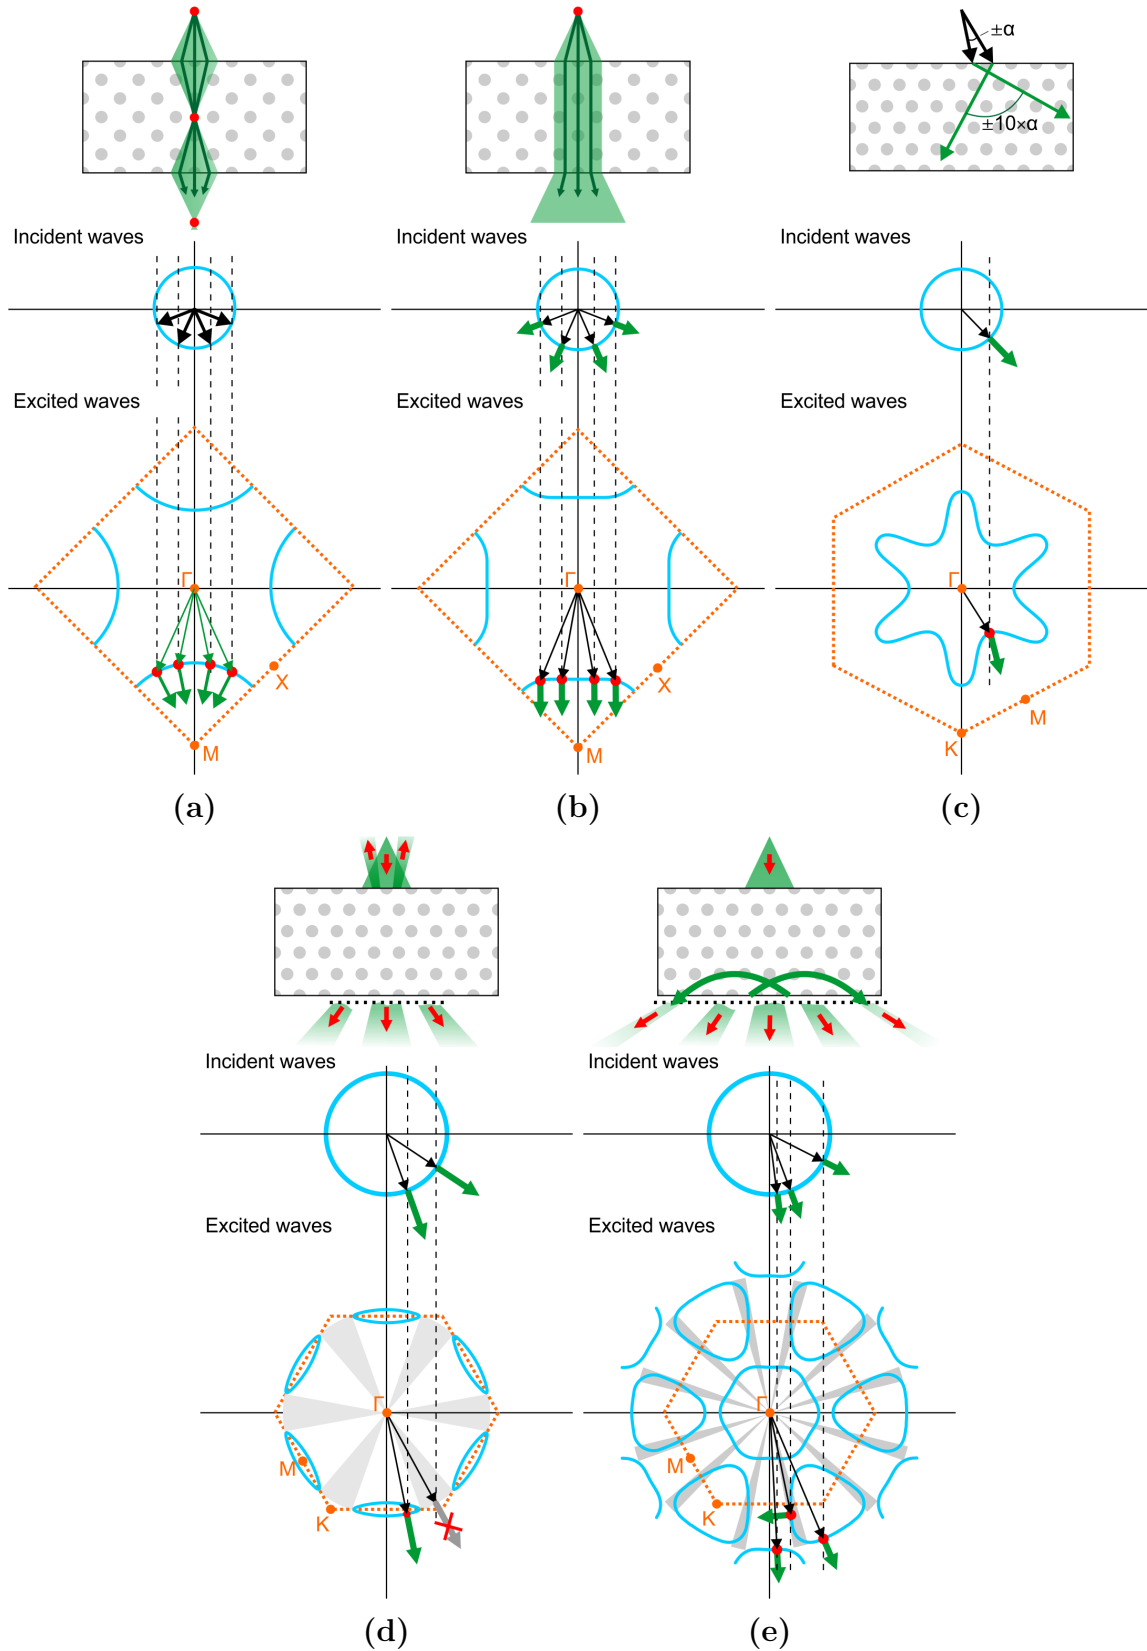 ±α
±10×α
Incident waves
Incident waves
Incident waves
Excited waves
Excited waves
Excited waves
Γ
X
M
Γ
X
M
Γ
M
K
(a)
(b)
(c)
Incident waves
Incident waves
Excited waves
Excited waves
Γ
M
K
Γ
M
K
(d)
(e)